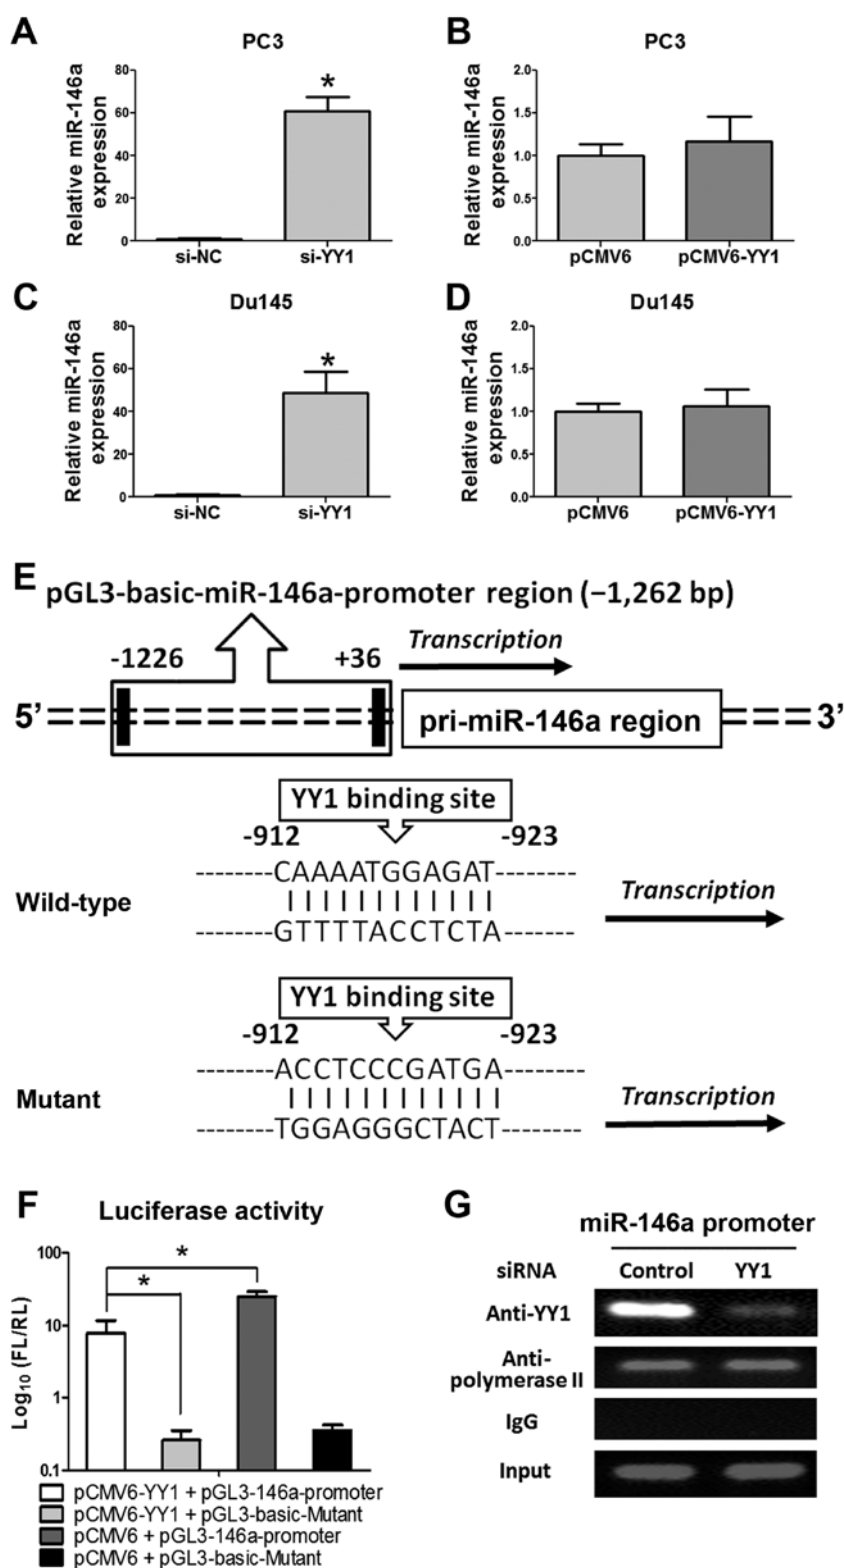 A
PC3
Relative miR-146a
expression
80
60
40
20
0
*
si-NC
si-YY1
B
PC3
Relative miR-146a
expression
2.0
1.5
1.0
0.5
0.0
pCMV6
pCMV6-YY1
C
Du145
Relative miR-146a
expression
80
60
40
20
0
*
si-NC
si-YY1
D
Du145
Relative miR-146a
expression
2.0
1.5
1.0
0.5
0.0
pCMV6
pCMV6-YY1
E
pGL3-basic-miR-146a-promoter region (−1,262 bp)
-1226
+36
Transcription
5’
pri-miR-146a region
3’
YY1 binding site
-912
-923
Wild-type
--------CAAAATGGAGAT--------
--------GTTTTACCTCTA-------
Transcription
YY1 binding site
-912
-923
Mutant
--------ACCTCCCGATGA--------
--------TGGAGGGCTACT--------
Transcription
F
Luciferase activity
Log10 (FL/RL)
100
10
1
0.1
*
*
pCMV6-YY1 + pGL3-146a-promoter
pCMV6-YY1 + pGL3-basic-Mutant
pCMV6 + pGL3-146a-promoter
pCMV6 + pGL3-basic-Mutant
G
miR-146a promoter
siRNA Control YY1
Anti-YY1
Anti-
polymerase II
IgG
Input